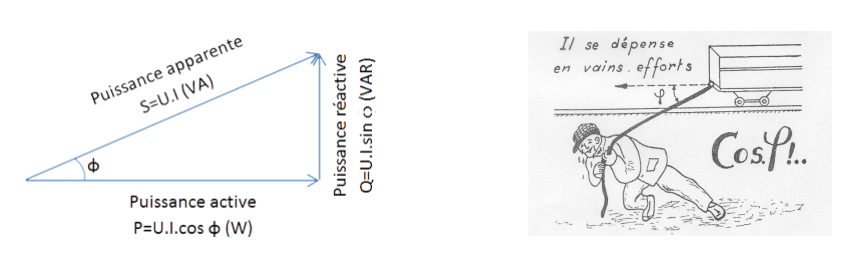 Puissance apparente
S=U.I (VA)
ϕ
Puissance active
P=U.I.cos ϕ (W)
Puissance réactive
Q=U.I.sin ϕ (VAR)
Il se dépense
en vains.efforts
φ
Cos.φ!..